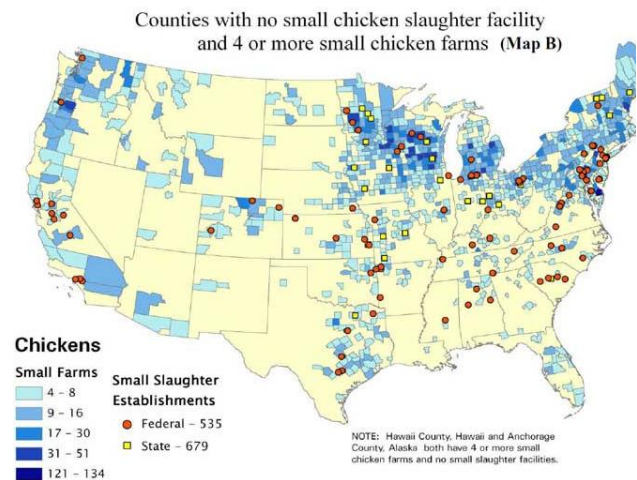 Counties with no small chicken slaughter facility
and 4 or more small chicken farms (Map B)
Chickens
Small Farms
4 - 8
9 - 16
17 - 30
31 - 51
121 - 134
Small Slaughter
Establishments
Federal - 535
State - 679
NOTE: Hawaii County, Hawaii and Anchorage
County, Alaska both have 4 or more small
chicken farms and no small slaughter facilities.